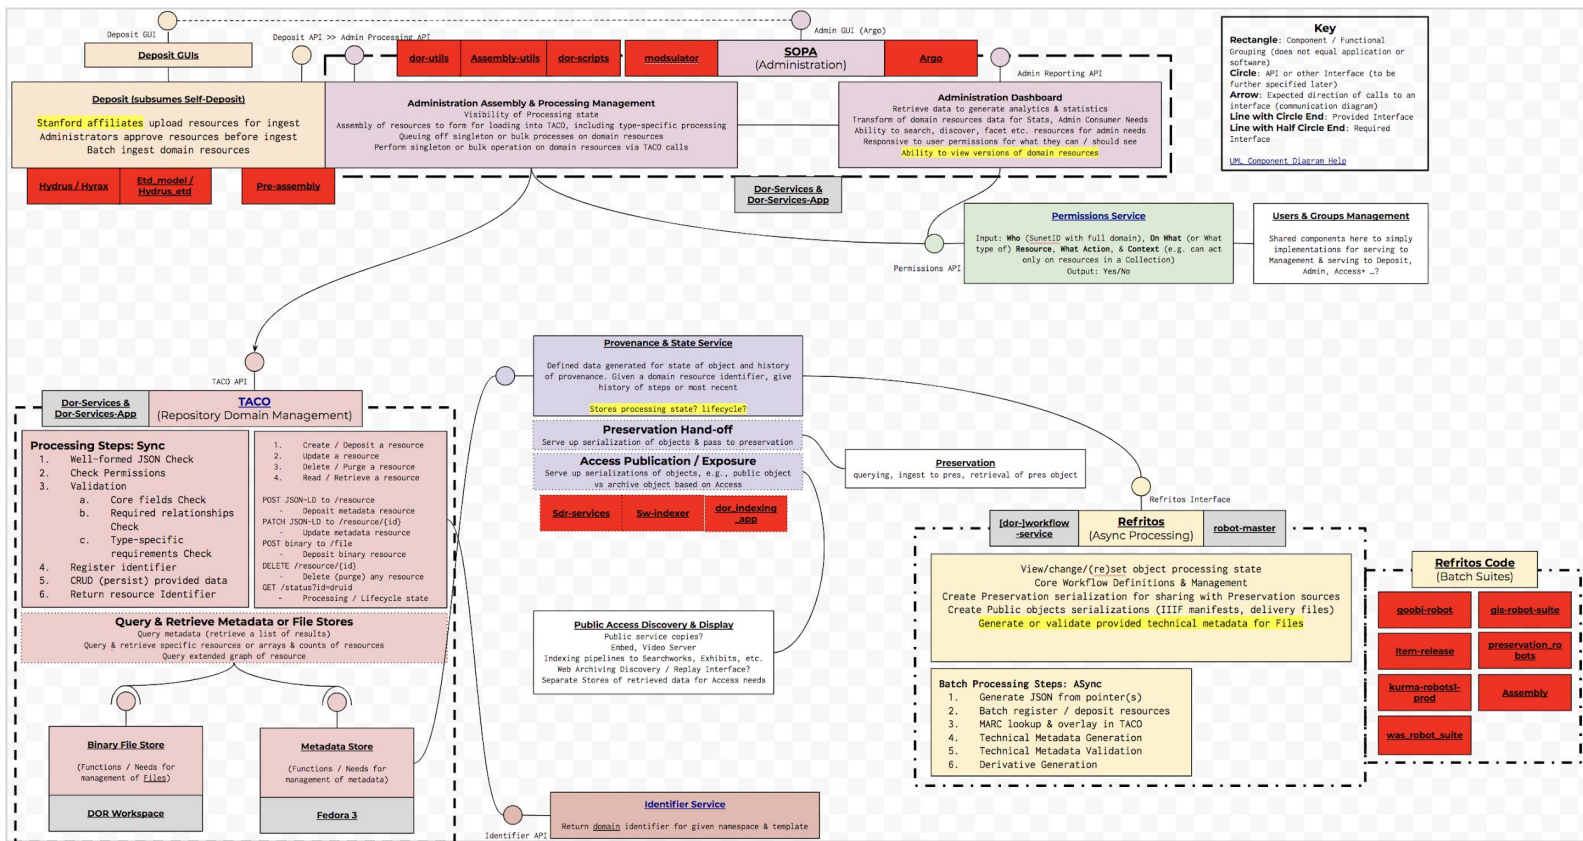 Deposit GUI
Deposit API >> Admin Processing API
Admin GUI (Argo)
Deposit GUIs
dor-utils
Assembly-utils
dor-scripts
modsulator
SOPA
(Administration)
Argo
Admin Reporting API
Deposit (subsumes Self-Deposit)
Stanford affiliates upload resources for ingest
Administrators approve resources before ingest
Batch ingest domain resources
Hydrus / Hyrax
Etd_model /
Hydrus_etd
Pre-assembly
Administration Assembly & Processing Management
Visibility of Processing state
Assembly of resources to form for loading into TACO, including type-specific processing
Queuing off singleton or bulk processes on domain resources
Perform singleton or bulk operation on domain resources via TACO calls
Administration Dashboard
Retrieve data to generate analytics & statistics
Transform of domain resources data for Stats, Admin Consumer Needs
Ability to search, discover, facet etc. resources for admin needs
Responsive to user permissions for what they can / should see
Ability to view versions of domain resources
Dor-Services &
Dor-Services-App
Key
Rectangle: Component / Functional
Grouping (does not equal application or
software)
Circle: API or other Interface (to be
further specified later)
Arrow: Expected direction of calls to an
interface (communication diagram)
Line with Circle End: Provided Interface
Line with Half Circle End: Required
Interface
UML Component Diagram Help
Permissions API
Permissions Service
Input: Who (SunetID with full domain), On What (or What
type of) Resource, What Action, & Context (e.g. can act
only on resources in a Collection)
Output: Yes/No
Users & Groups Management
Shared components here to simply
implementations for serving to
Management & serving to Deposit,
Admin, Access+ …?
TACO API
Dor-Services &
Dor-Services-App
TACO
(Repository Domain Management)
Processing Steps: Sync
1. Well-formed JSON Check
2. Check Permissions
3. Validation
a. Core fields Check
b. Required relationships
Check
c. Type-specific
requirements Check
4. Register identifier
5. CRUD (persist) provided data
6. Return resource Identifier
1. Create / Deposit a resource
2. Update a resource
3. Delete / Purge a resource
4. Read / Retrieve a resource
POST JSON-LD to /resource
- Deposit metadata resource
PATCH JSON-LD to /resource/{id}
- Update metadata resource
POST binary to /file
- Deposit binary resource
DELETE /resource/{id}
- Delete (purge) any resource
GET /status?id=druid
- Processing / Lifecycle state
Query & Retrieve Metadata or File Stores
Query metadata (retrieve a list of results)
Query & retrieve specific resources or arrays & counts of resources
Query extended graph of resource
Binary File Store
(Functions / Needs for
management of Files)
DOR Workspace
Metadata Store
(Functions / Needs for
management of metadata)
Fedora 3
Provenance & State Service
Defined data generated for state of object and history
of provenance. Given a domain resource identifier, give
history of steps or most recent
Stores processing state? lifecycle?
Preservation Hand-off
Serve up serialization of objects & pass to preservation
Access Publication / Exposure
Serve up serializations of objects, e.g., public object
vs archive object based on Access
Sdr-services
Sw-indexer
dor_indexing
_app
Preservation
querying, ingest to pres, retrieval of pres object
Public Access Discovery & Display
Public service copies?
Embed, Video Server
Indexing pipelines to Searchworks, Exhibits, etc.
Web Archiving Discovery / Replay Interface?
Separate Stores of retrieved data for Access needs
Identifier API
Identifier Service
Return domain identifier for given namespace & template
Refritos Interface
[dor-]workflow
-service
Refritos
(Async Processing)
robot-master
View/change/(re)set object processing state
Core Workflow Definitions & Management
Create Preservation serialization for sharing with Preservation sources
Create Public objects serializations (IIIF manifests, delivery files)
Generate or validate provided technical metadata for Files
Batch Processing Steps: ASync
1. Generate JSON from pointer(s)
2. Batch register / deposit resources
3. MARC lookup & overlay in TACO
4. Technical Metadata Generation
5. Technical Metadata Validation
6. Derivative Generation
Refritos Code
(Batch Suites)
goobi-robot
gis-robot-suite
Item-release
preservation_ro
bots
kurma-robots1-
prod
Assembly
was_robot_suite